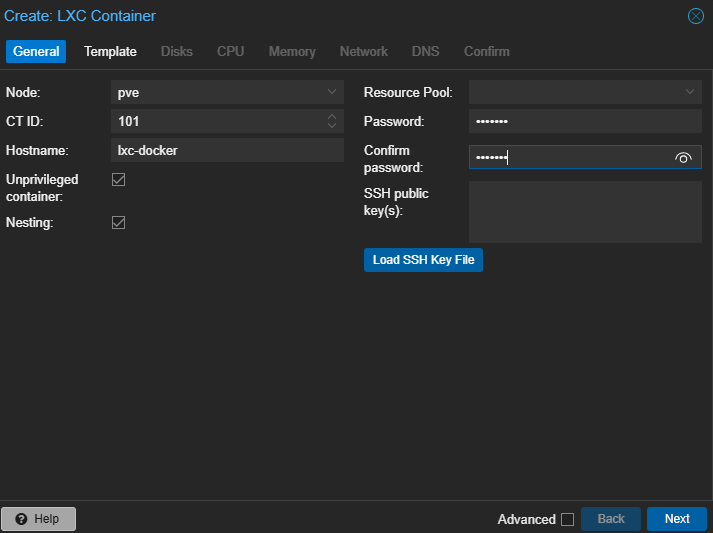 Create: LXC Container
General Template Disks CPU Memory Network DNS Confirm
Node: pve
CT ID: 101
Hostname: lxc-docker
Unprivileged
container:
Nesting:
Resource Pool:
Password: •••••••
Confirm
password: •••••••
SSH public
key(s):
Load SSH Key File
Help
Advanced Back Next